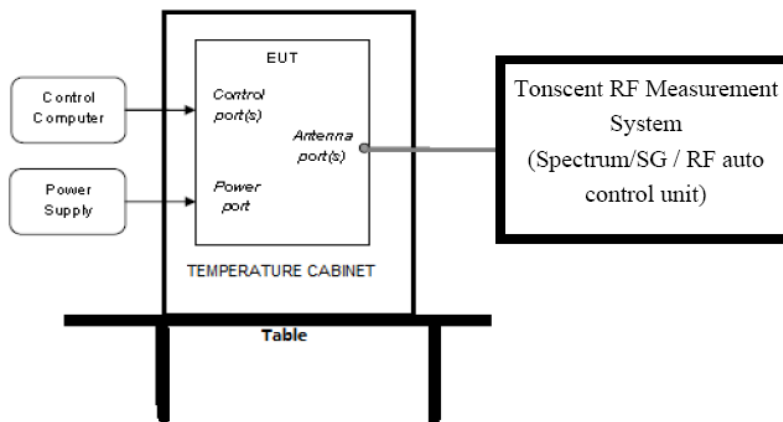 Control
Computer
Power
Supply
EUT
Control
port(s)
Antenna
port(s)
Power
port
TEMPERATURE CABINET
Table
Tonscent RF Measurement
System
(Spectrum/SG / RF auto
control unit)